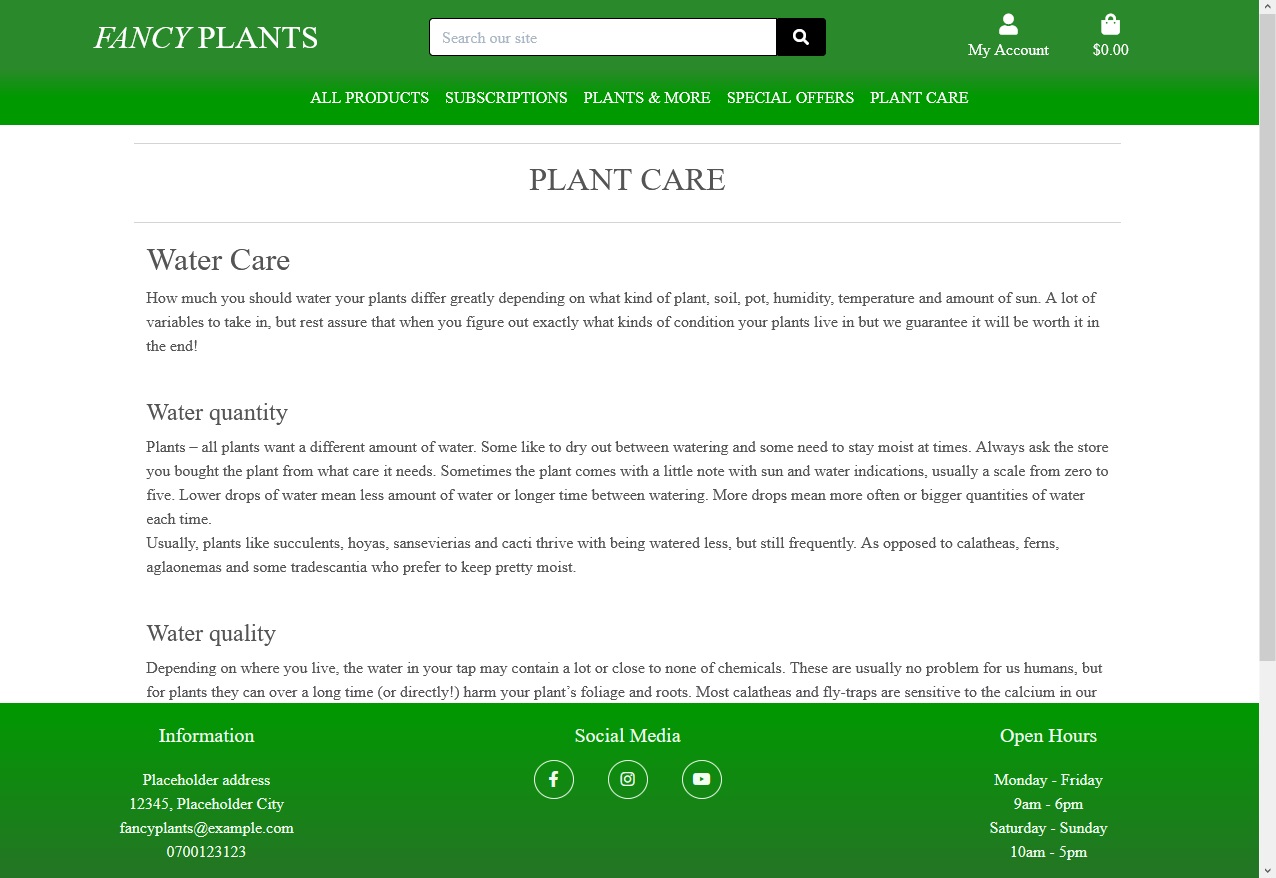 FANCY PLANTS
Search our site
My Account
$0.00
ALL PRODUCTS SUBSCRIPTIONS PLANTS & MORE SPECIAL OFFERS PLANT CARE
PLANT CARE
Water Care
How much you should water your plants differ greatly depending on what kind of plant, soil, pot, humidity, temperature and amount of sun. A lot of
variables to take in, but rest assure that when you figure out exactly what kinds of condition your plants live in but we guarantee it will be worth it in
the end!
Water quantity
Plants – all plants want a different amount of water. Some like to dry out between watering and some need to stay moist at times. Always ask the store
you bought the plant from what care it needs. Sometimes the plant comes with a little note with sun and water indications, usually a scale from zero to
five. Lower drops of water mean less amount of water or longer time between watering. More drops mean more often or bigger quantities of water
each time.
Usually, plants like succulents, hoyas, sansevierias and cacti thrive with being watered less, but still frequently. As opposed to calatheas, ferns,
aglaonemas and some tradescantia who prefer to keep pretty moist.
Water quality
Depending on where you live, the water in your tap may contain a lot or close to none of chemicals. These are usually no problem for us humans, but
for plants they can over a long time (or directly!) harm your plant’s foliage and roots. Most calatheas and fly-traps are sensitive to the calcium in our
Information
Placeholder address
12345, Placeholder City
fancyplants@example.com
0700123123
Social Media
Open Hours
Monday - Friday
9am - 6pm
Saturday - Sunday
10am - 5pm